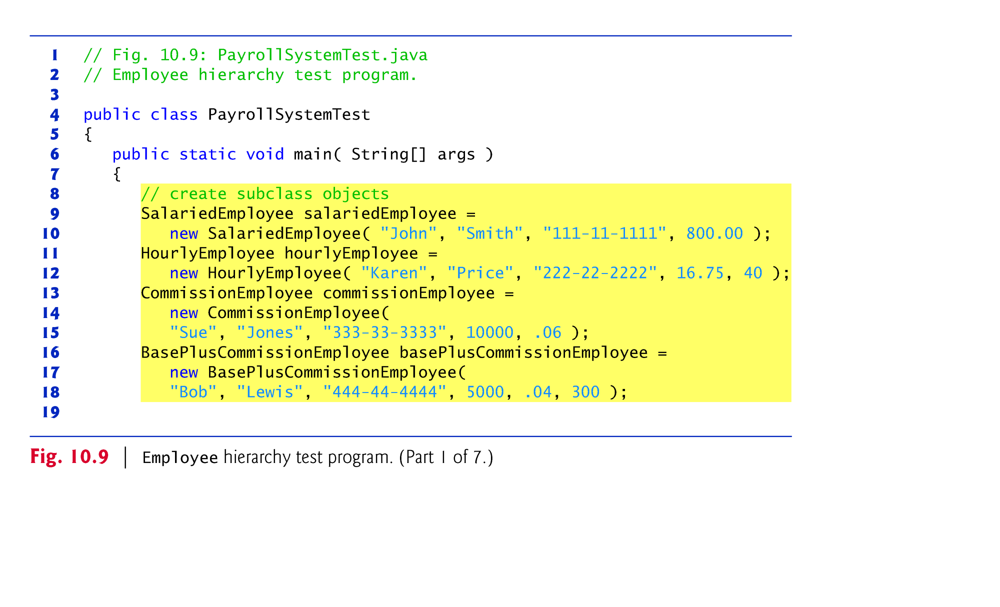 1 // Fig. 10.9: PayrollSystemTest.java
2 // Employee hierarchy test program.
3
4 public class PayrollSystemTest
5 {
6    public static void main( String[] args )
7    {
8       // create subclass objects
9       SalariedEmployee salariedEmployee =
10         new SalariedEmployee( "John", "Smith", "111-11-1111", 800.00 );
11      HourlyEmployee hourlyEmployee =
12         new HourlyEmployee( "Karen", "Price", "222-22-2222", 16.75, 40 );
13      CommissionEmployee commissionEmployee =
14         new CommissionEmployee(
15         "Sue", "Jones", "333-33-3333", 10000, .06 );
16      BasePlusCommissionEmployee basePlusCommissionEmployee =
17         new BasePlusCommissionEmployee(
18         "Bob", "Lewis", "444-44-4444", 5000, .04, 300 );
19
Fig. 10.9 | Employee hierarchy test program. (Part 1 of 7.)